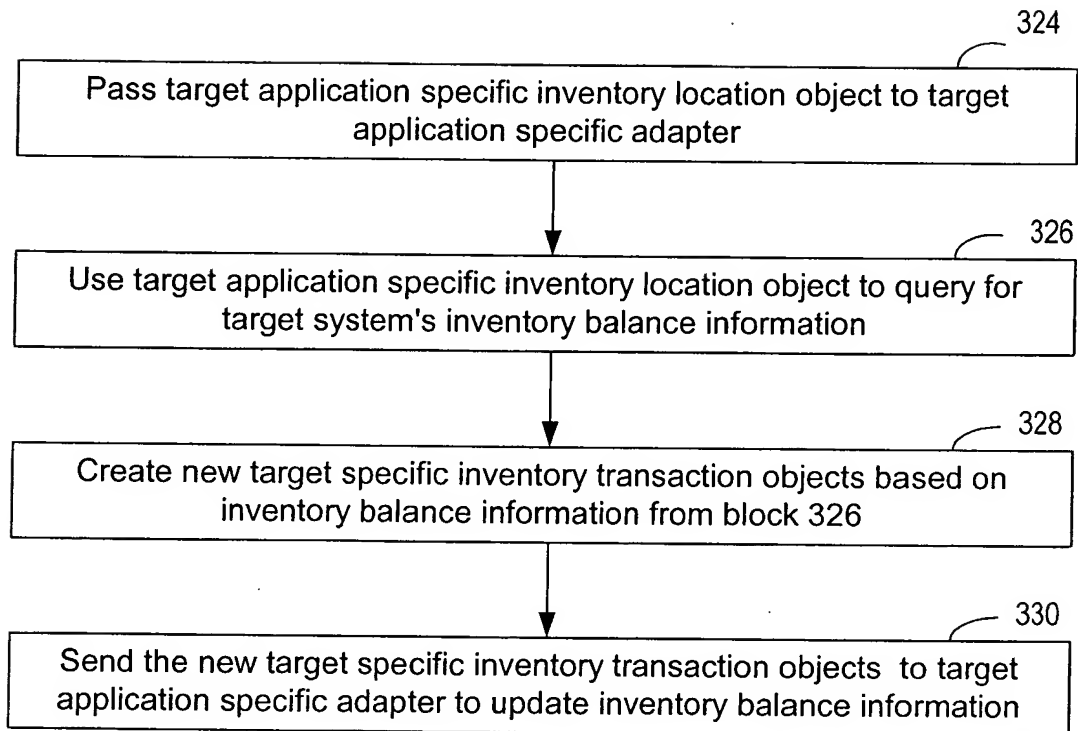 324
Pass target application specific inventory location object to target
application specific adapter
326
Use target application specific inventory location object to query for
target system's inventory balance information
328
Create new target specific inventory transaction objects based on
inventory balance information from block 326
330
Send the new target specific inventory transaction objects to target
application specific adapter to update inventory balance information